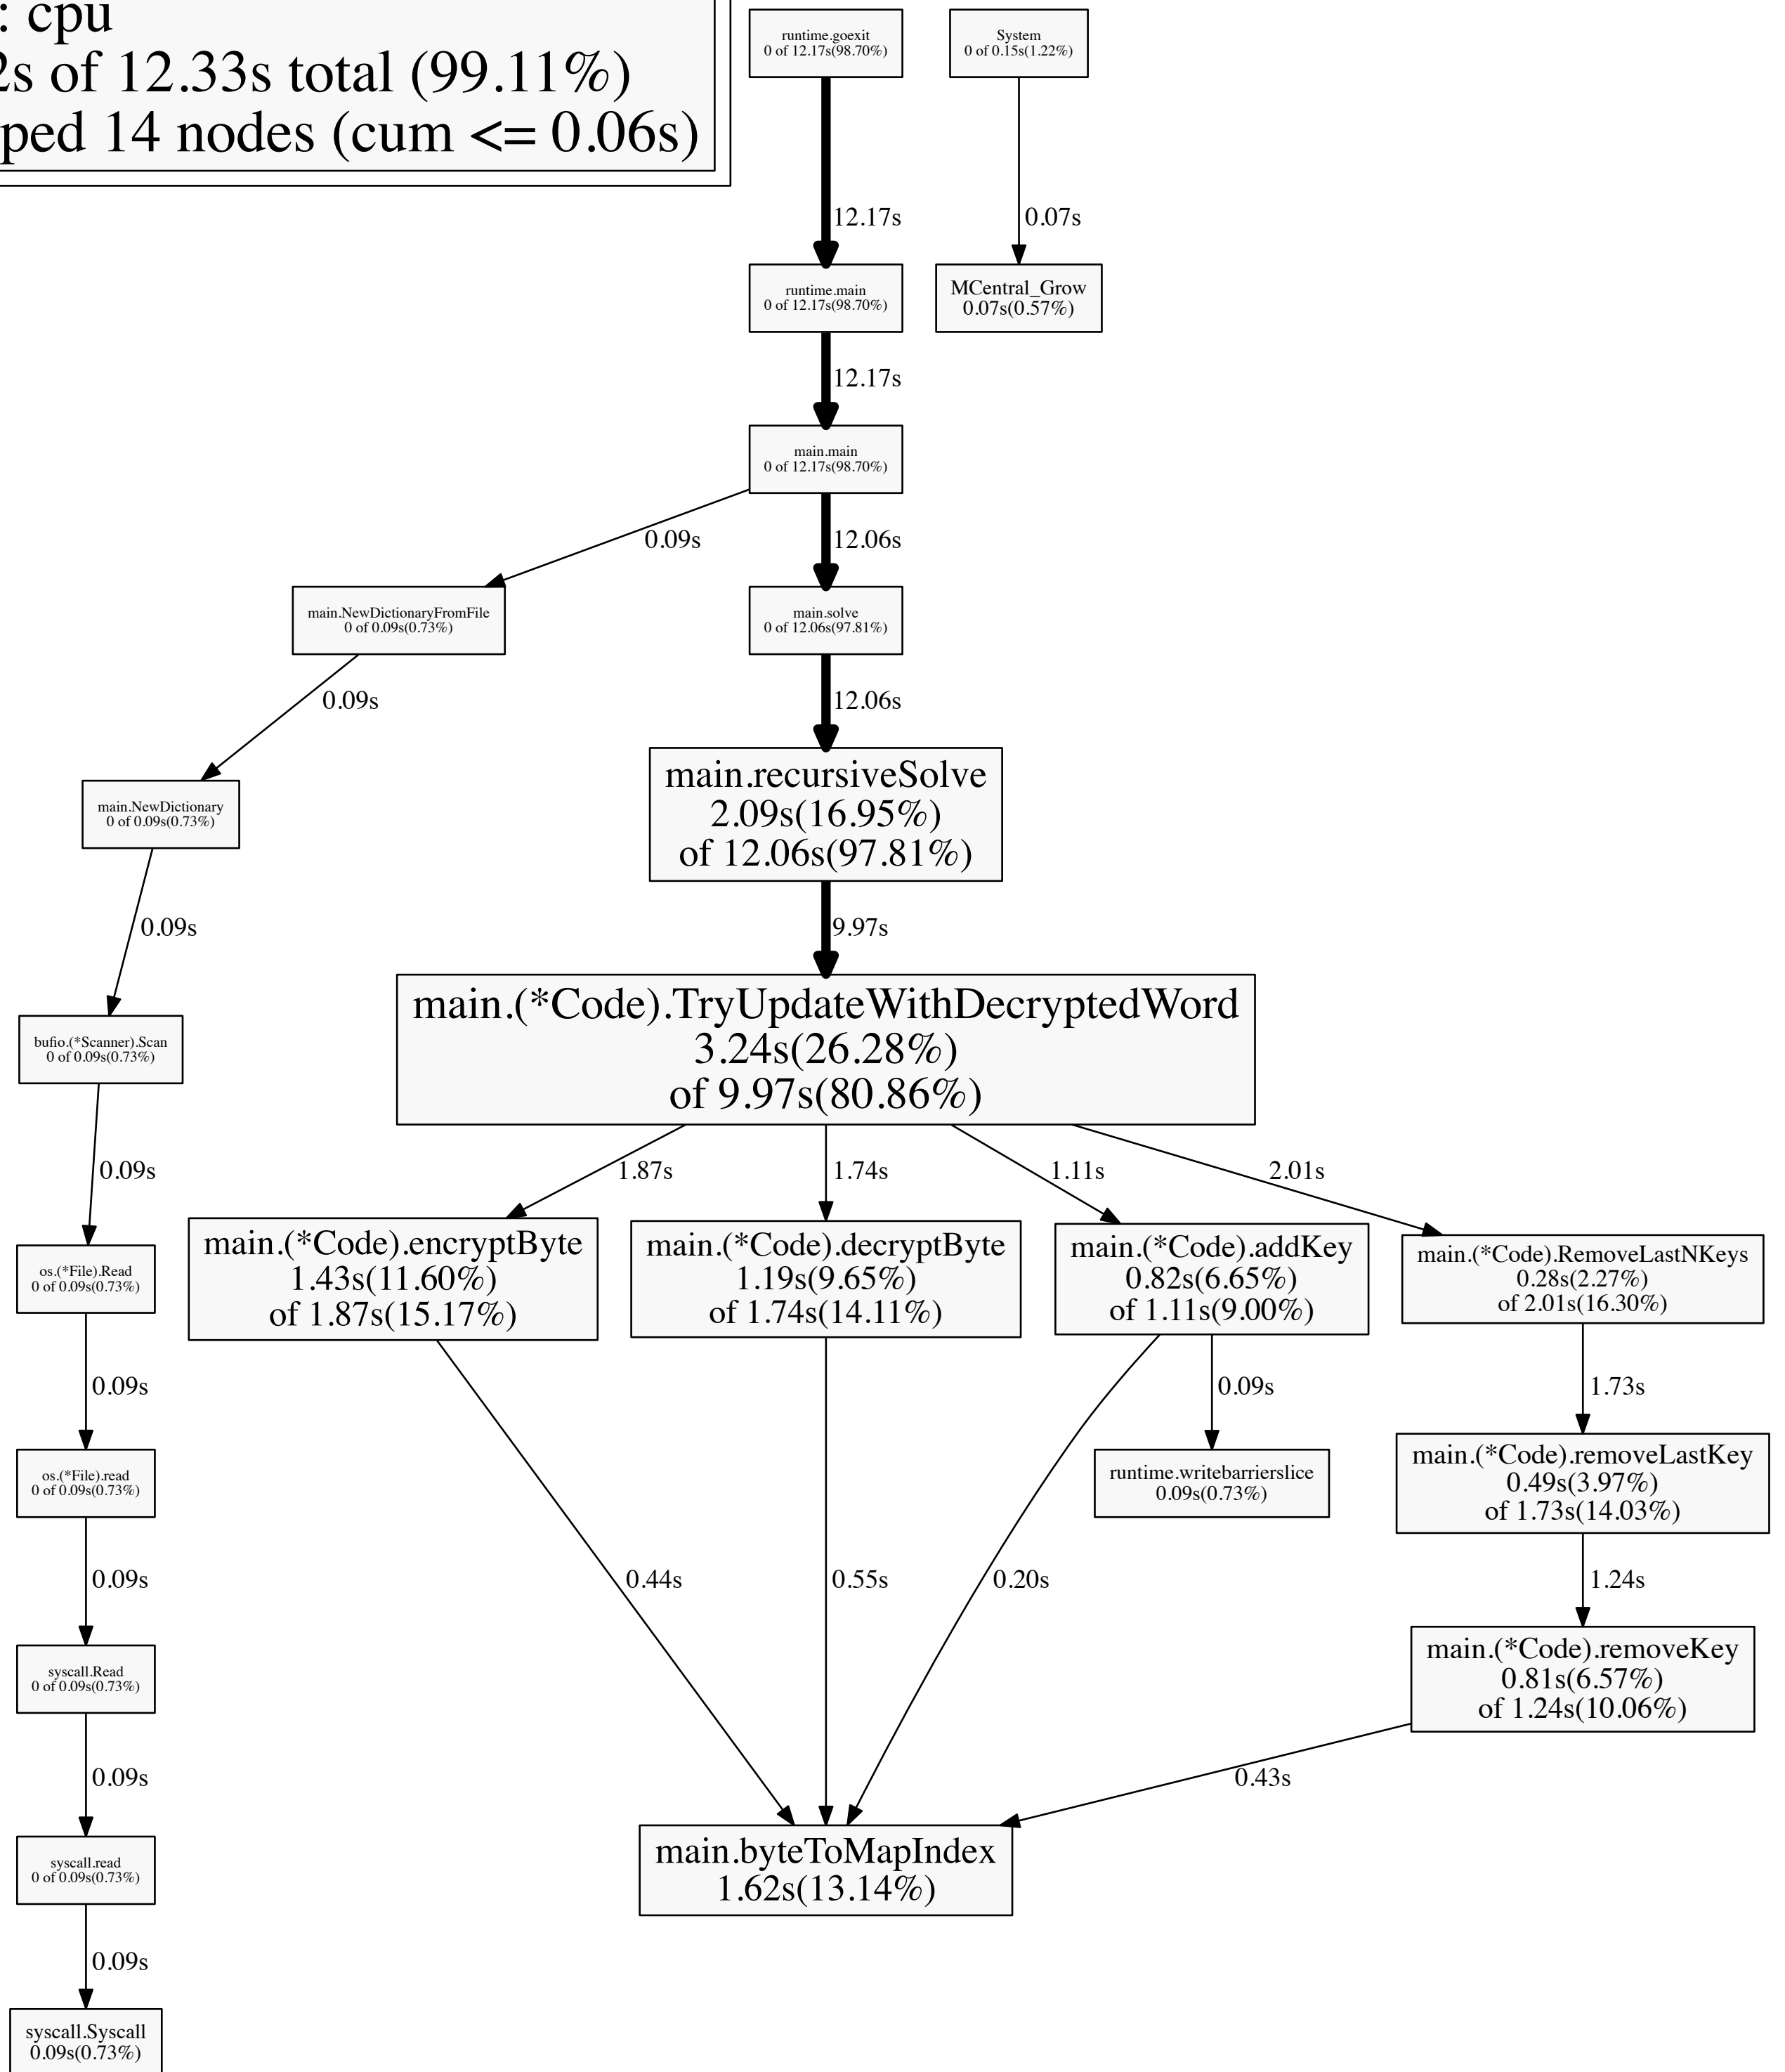 : cpu
2s of 12.33s total (99.11%)
ped 14 nodes (cum <= 0.06s)
runtime.goexit
0 of 12.17s(98.70%)
System
0 of 0.15s(1.22%)
12.17s
0.07s
runtime.main
0 of 12.17s(98.70%)
MCentral_Grow
0.07s(0.57%)
12.17s
main.main
0 of 12.17s(98.70%)
0.09s
12.06s
main.NewDictionaryFromFile
0 of 0.09s(0.73%)
main.solve
0 of 12.06s(97.81%)
0.09s
12.06s
main.NewDictionary
0 of 0.09s(0.73%)
main.recursiveSolve
2.09s(16.95%)
of 12.06s(97.81%)
0.09s
9.97s
bufio.(*Scanner).Scan
0 of 0.09s(0.73%)
main.(*Code).TryUpdateWithDecryptedWord
3.24s(26.28%)
of 9.97s(80.86%)
0.09s
1.87s
1.74s
1.11s
2.01s
os.(*File).Read
0 of 0.09s(0.73%)
main.(*Code).encryptByte
1.43s(11.60%)
of 1.87s(15.17%)
main.(*Code).decryptByte
1.19s(9.65%)
of 1.74s(14.11%)
main.(*Code).addKey
0.82s(6.65%)
of 1.11s(9.00%)
main.(*Code).RemoveLastNKeys
0.28s(2.27%)
of 2.01s(16.30%)
0.09s
0.09s
1.73s
os.(*File).read
0 of 0.09s(0.73%)
runtime.writebarrierslice
0.09s(0.73%)
main.(*Code).removeLastKey
0.49s(3.97%)
of 1.73s(14.03%)
0.09s
0.44s
0.55s
0.20s
1.24s
syscall.Read
0 of 0.09s(0.73%)
main.(*Code).removeKey
0.81s(6.57%)
of 1.24s(10.06%)
0.09s
0.43s
syscall.read
0 of 0.09s(0.73%)
main.byteToMapIndex
1.62s(13.14%)
0.09s
syscall.Syscall
0.09s(0.73%)